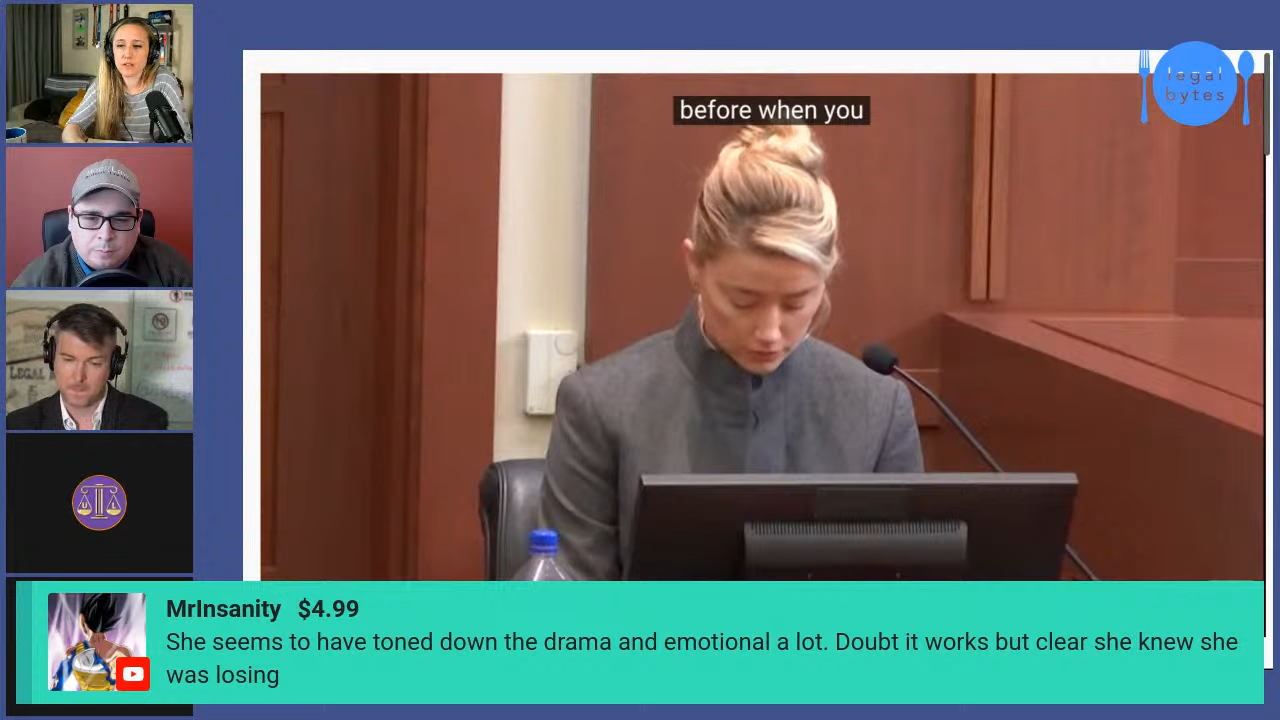 legal
bytes
before when you
LEGAL
MrInsanity $4.99
She seems to have toned down the drama and emotional a lot. Doubt it works but clear she knew she
was losing